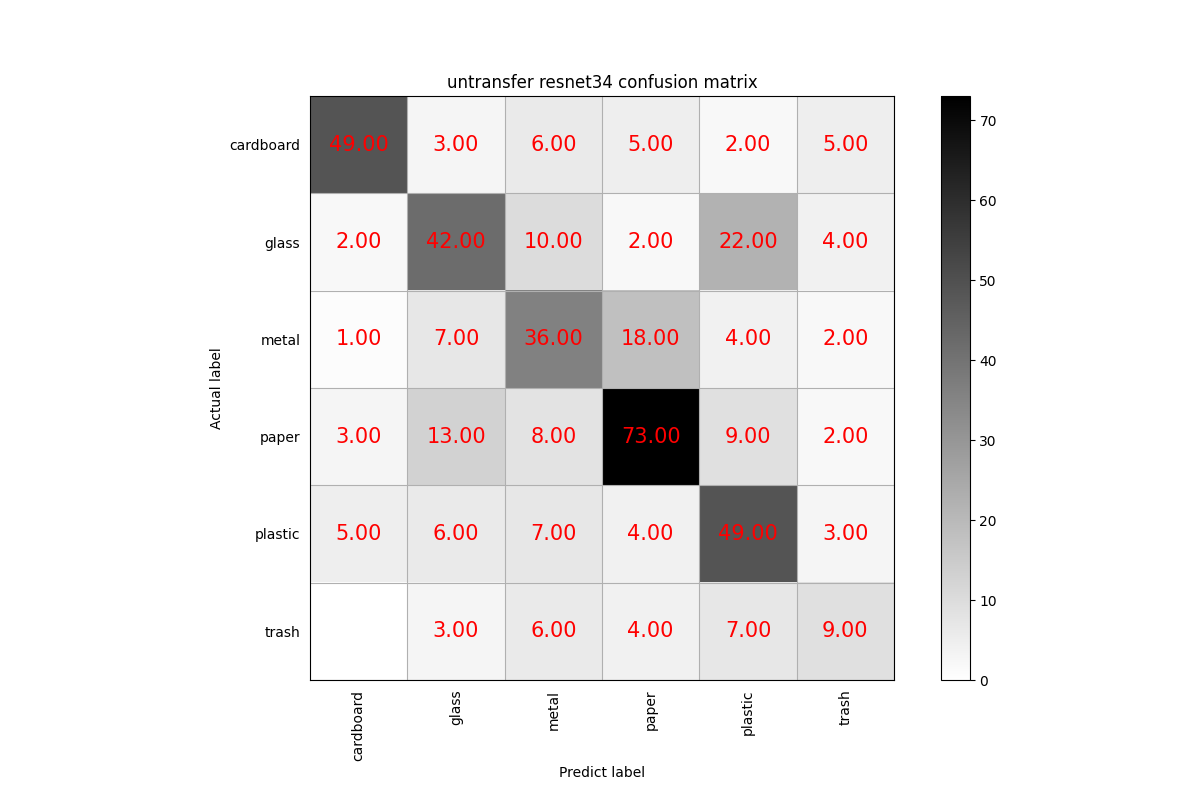 untransfer resnet34 confusion matrix
cardboard 49.00 3.00 6.00 5.00 2.00 5.00
glass 2.00 42.00 10.00 2.00 22.00 4.00
metal 1.00 7.00 36.00 18.00 4.00 2.00
paper 3.00 13.00 8.00 73.00 9.00 2.00
plastic 5.00 6.00 7.00 4.00 49.00 3.00
trash 3.00 6.00 4.00 7.00 9.00
Actual label
cardboard glass metal paper plastic trash
Predict label
70
60
50
40
30
20
10
0